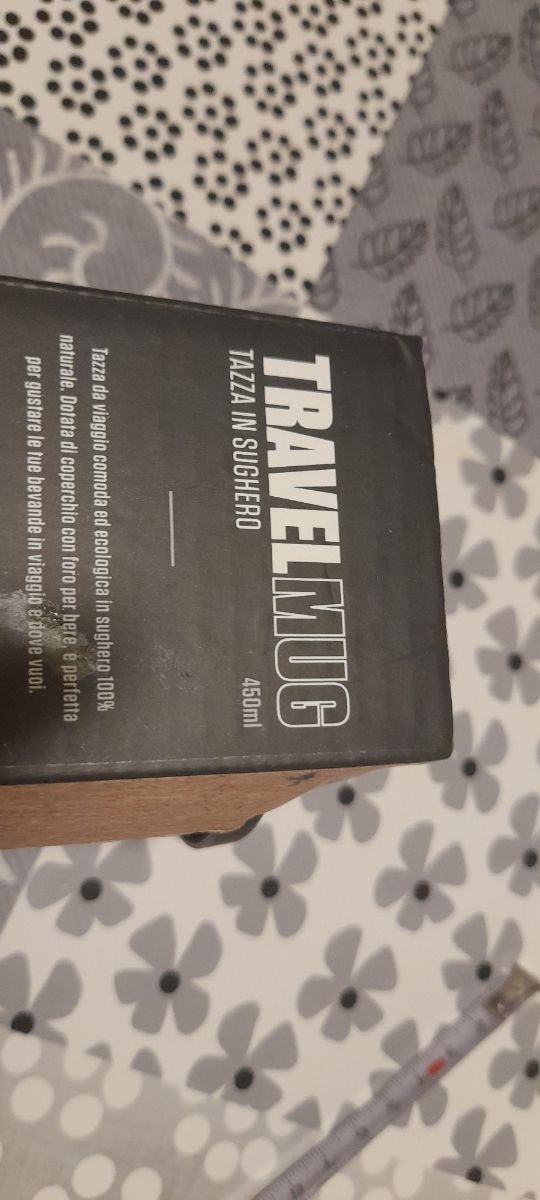 TRAVELMUG
TAZZA IN SUGHERO
450ml
Tazza da viaggio comoda ed ecologica in sughero 100%
naturale. Dotata di coperchio con foro per bere, e perfetta
per gustare le tue bevande in viaggio e dove vuoi.